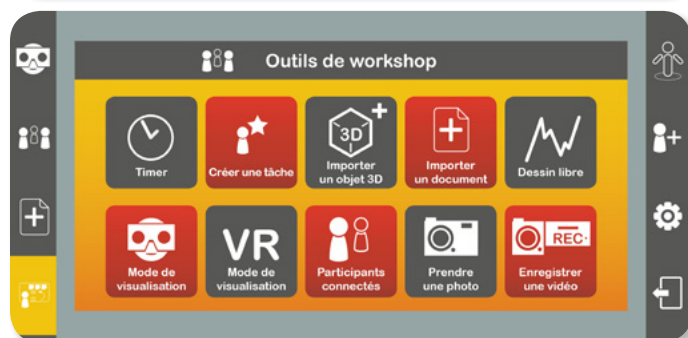 Outils de workshop
Timer
Créer une tâche
3D
Importer
un objet 3D
Importer
un document
Dessin libre
Mode de
visualisation
VR
Mode de
visualisation
Participants
connectés
Prendre
une photo
REC
Enregistrer
une vidéo